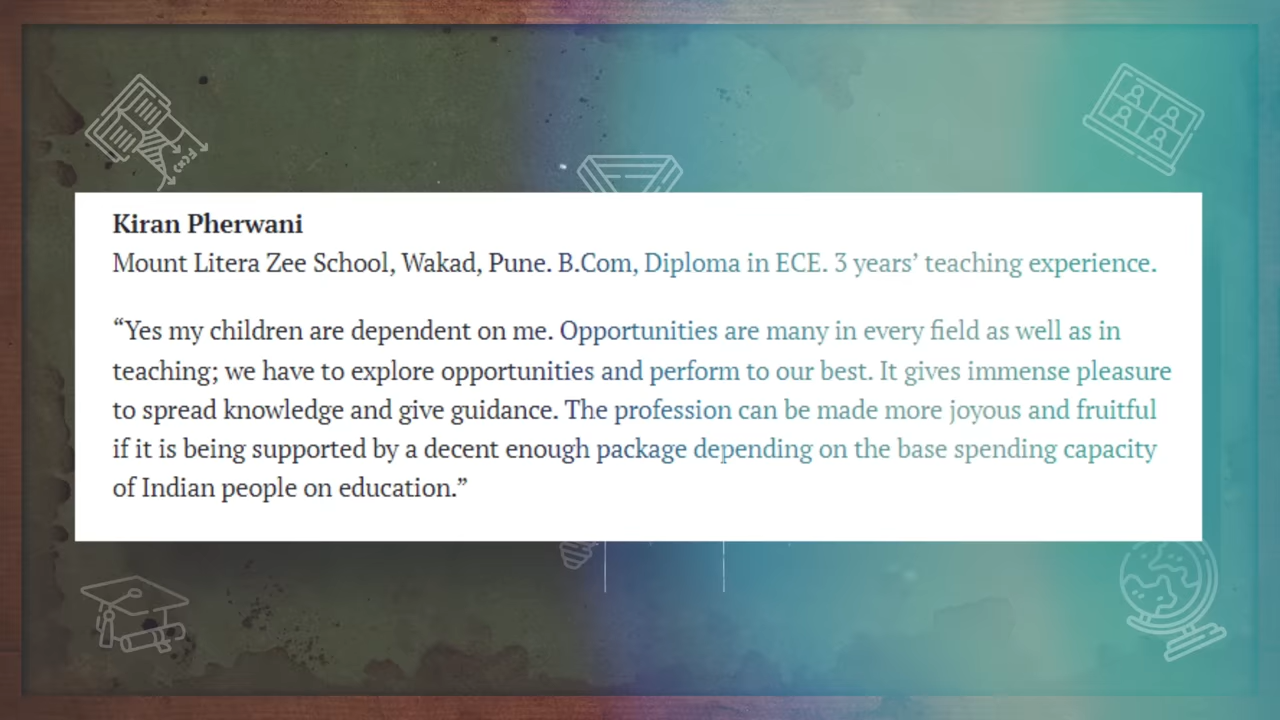 Kiran Pherwani
Mount Litera Zee School, Wakad, Pune. B.Com, Diploma in ECE. 3 years’ teaching experience.
“Yes my children are dependent on me. Opportunities are many in every field as well as in
teaching; we have to explore opportunities and perform to our best. It gives immense pleasure
to spread knowledge and give guidance. The profession can be made more joyous and fruitful
if it is being supported by a decent enough package depending on the base spending capacity
of Indian people on education.”